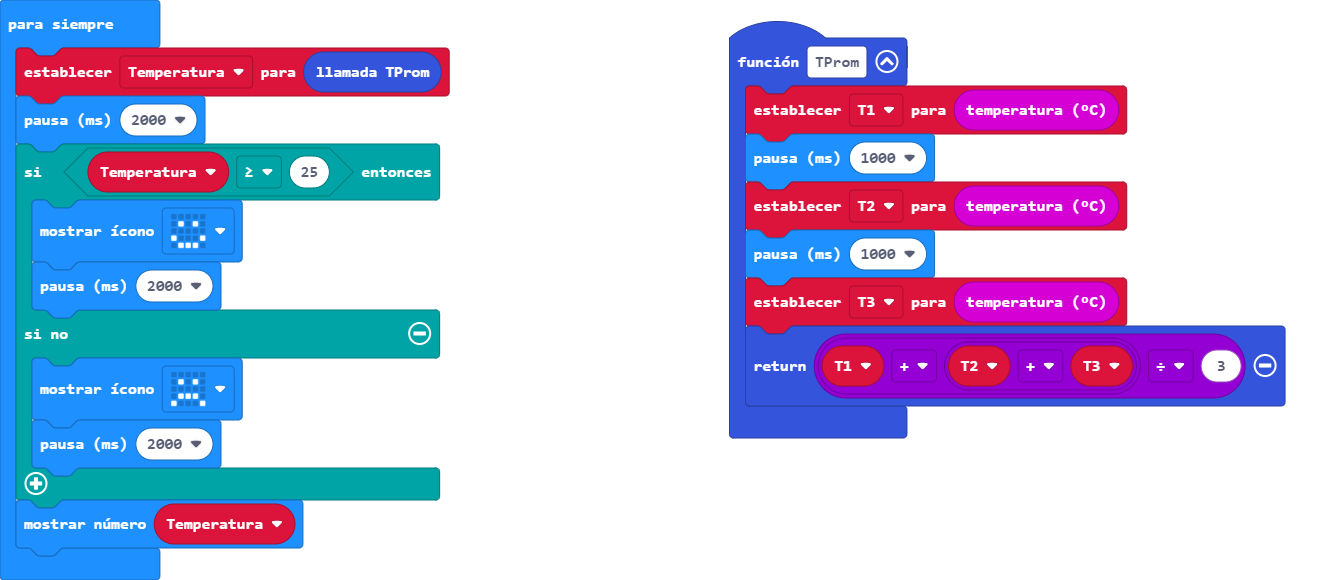 para siempre
establecer Temperatura para llamada TProm
pausa (ms) 2000
si Temperatura ≥ 25 entonces
mostrar ícono
pausa (ms) 2000
si no
mostrar ícono
pausa (ms) 2000
mostrar número Temperatura
función TProm
establecer T1 para temperatura (ºC)
pausa (ms) 1000
establecer T2 para temperatura (ºC)
pausa (ms) 1000
establecer T3 para temperatura (ºC)
return T1 + T2 + T3 ÷ 3